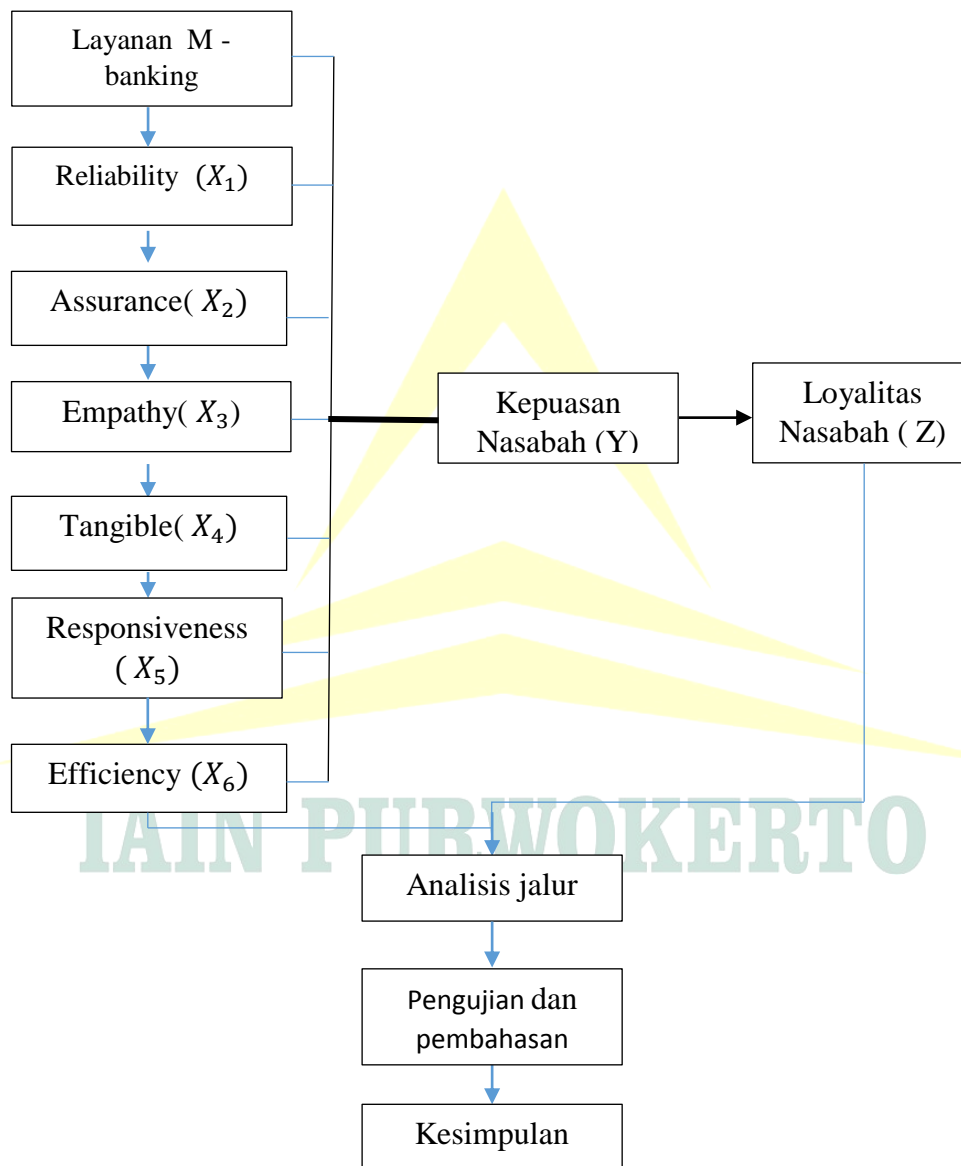 Layanan M -
banking
Reliability (X₁)
Assurance( X₂)
Empathy( X₃)
Tangible( X₄)
Responsiveness
( X₅)
Efficiency (X₆)
Kepuasan
Nasabah (Y)
Loyalitas
Nasabah ( Z)
IAIN PURWOKERTO
Analisis jalur
Pengujian dan
pembahasan
Kesimpulan